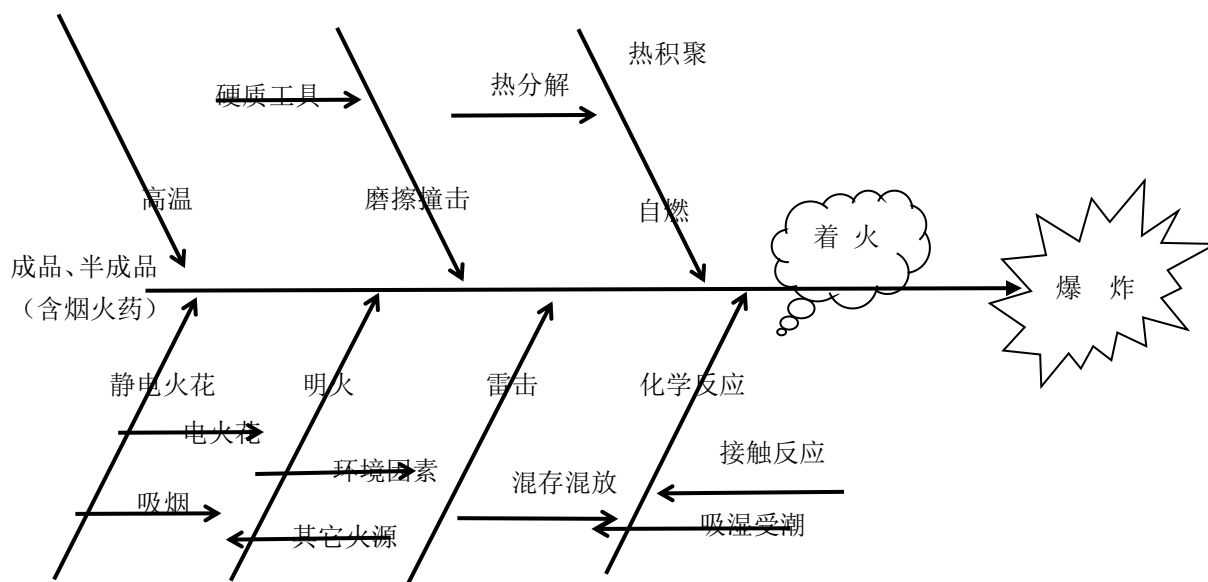 热积聚
热分解
硬质工具
高温
磨擦撞击
自燃
着 火
成品、半成品
（含烟火药）
爆 炸
静电火花
明火
雷击
化学反应
电火花
环境因素
接触反应
混存混放
吸烟
其它火源
吸湿受潮